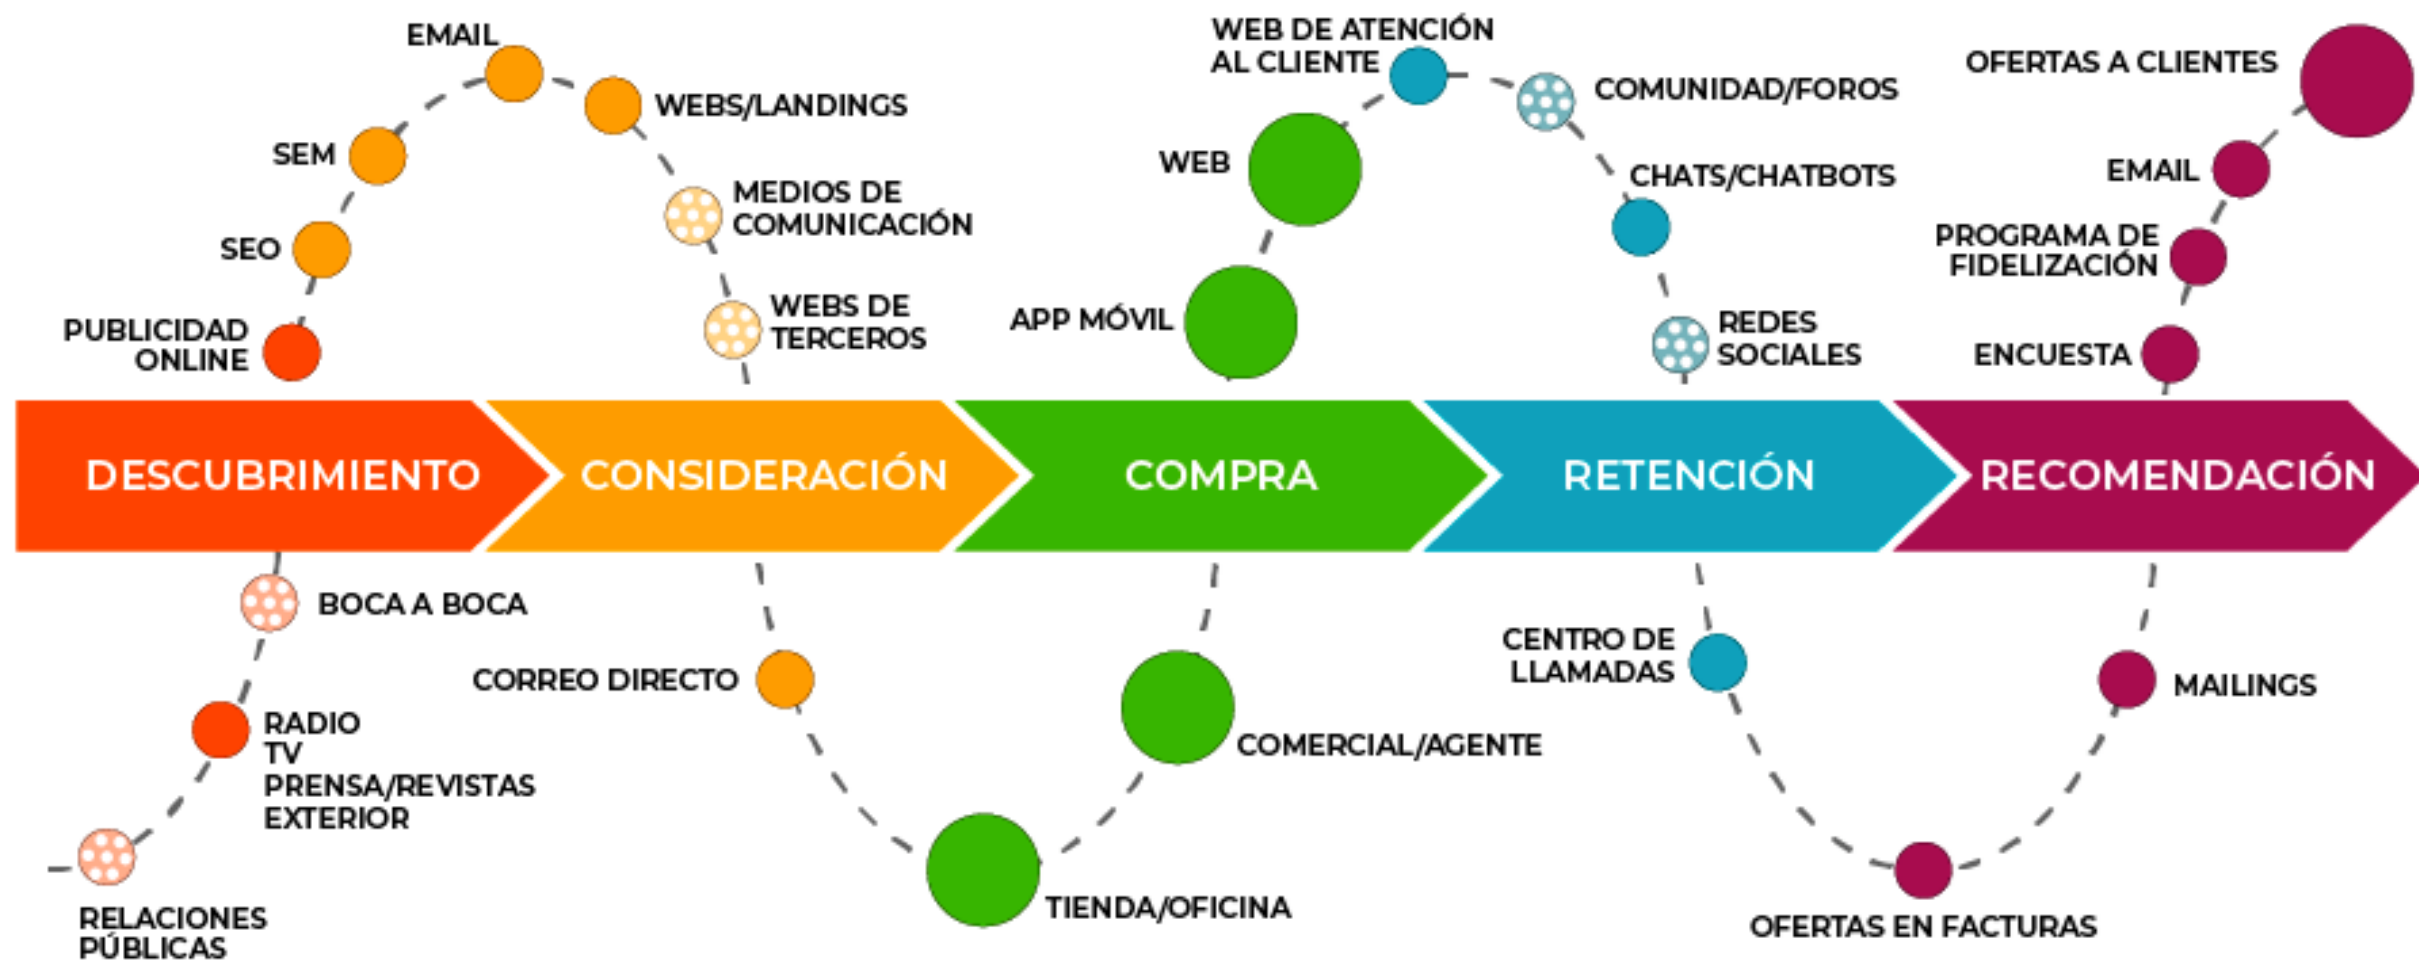 EMAIL
WEBS/LANDINGS
SEM
SEO
MEDIOS DE
COMUNICACIÓN
PUBLICIDAD
ONLINE
WEBS DE
TERCEROS
WEB DE ATENCIÓN
AL CLIENTE
COMUNIDAD/FOROS
WEB
CHATS/CHATBOTS
APP MÓVIL
REDES
SOCIALES
OFERTAS A CLIENTES
EMAIL
PROGRAMA DE
FIDELIZACIÓN
ENCUESTA
DESCUBRIMIENTO
CONSIDERACIÓN
COMPRA
RETENCIÓN
RECOMENDACIÓN
BOCA A BOCA
RADIO
TV
PRENSA/REVISTAS
EXTERIOR
RELACIONES
PÚBLICAS
CORREO DIRECTO
COMERCIAL/AGENTE
TIENDA/OFICINA
CENTRO DE
LLAMADAS
MAILINGS
OFERTAS EN FACTURAS